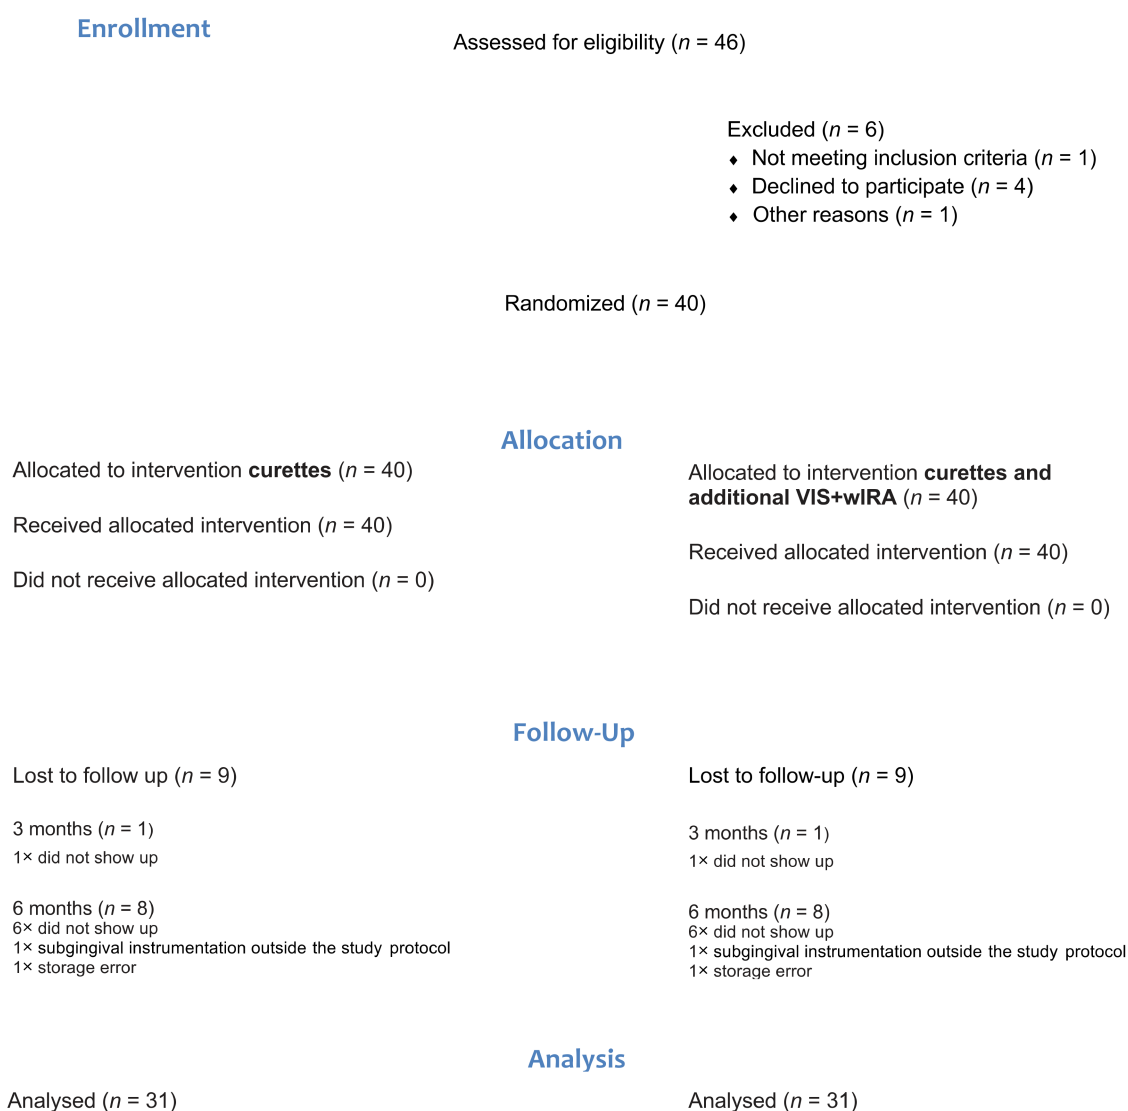 Enrollment
Assessed for eligibility (n = 46)
Excluded (n = 6)
♦ Not meeting inclusion criteria (n = 1)
♦ Declined to participate (n = 4)
♦ Other reasons (n = 1)
Randomized (n = 40)
Allocation
Allocated to intervention curettes (n = 40)
Received allocated intervention (n = 40)
Did not receive allocated intervention (n = 0)
Allocated to intervention curettes and
additional VIS+wIRA (n = 40)
Received allocated intervention (n = 40)
Did not receive allocated intervention (n = 0)
Follow-Up
Lost to follow up (n = 9)
3 months (n = 1)
1× did not show up
6 months (n = 8)
6× did not show up
1× subgingival instrumentation outside the study protocol
1× storage error
Lost to follow-up (n = 9)
3 months (n = 1)
1× did not show up
6 months (n = 8)
6× did not show up
1× subgingival instrumentation outside the study protocol
1× storage error
Analysis
Analysed (n = 31)
Analysed (n = 31)